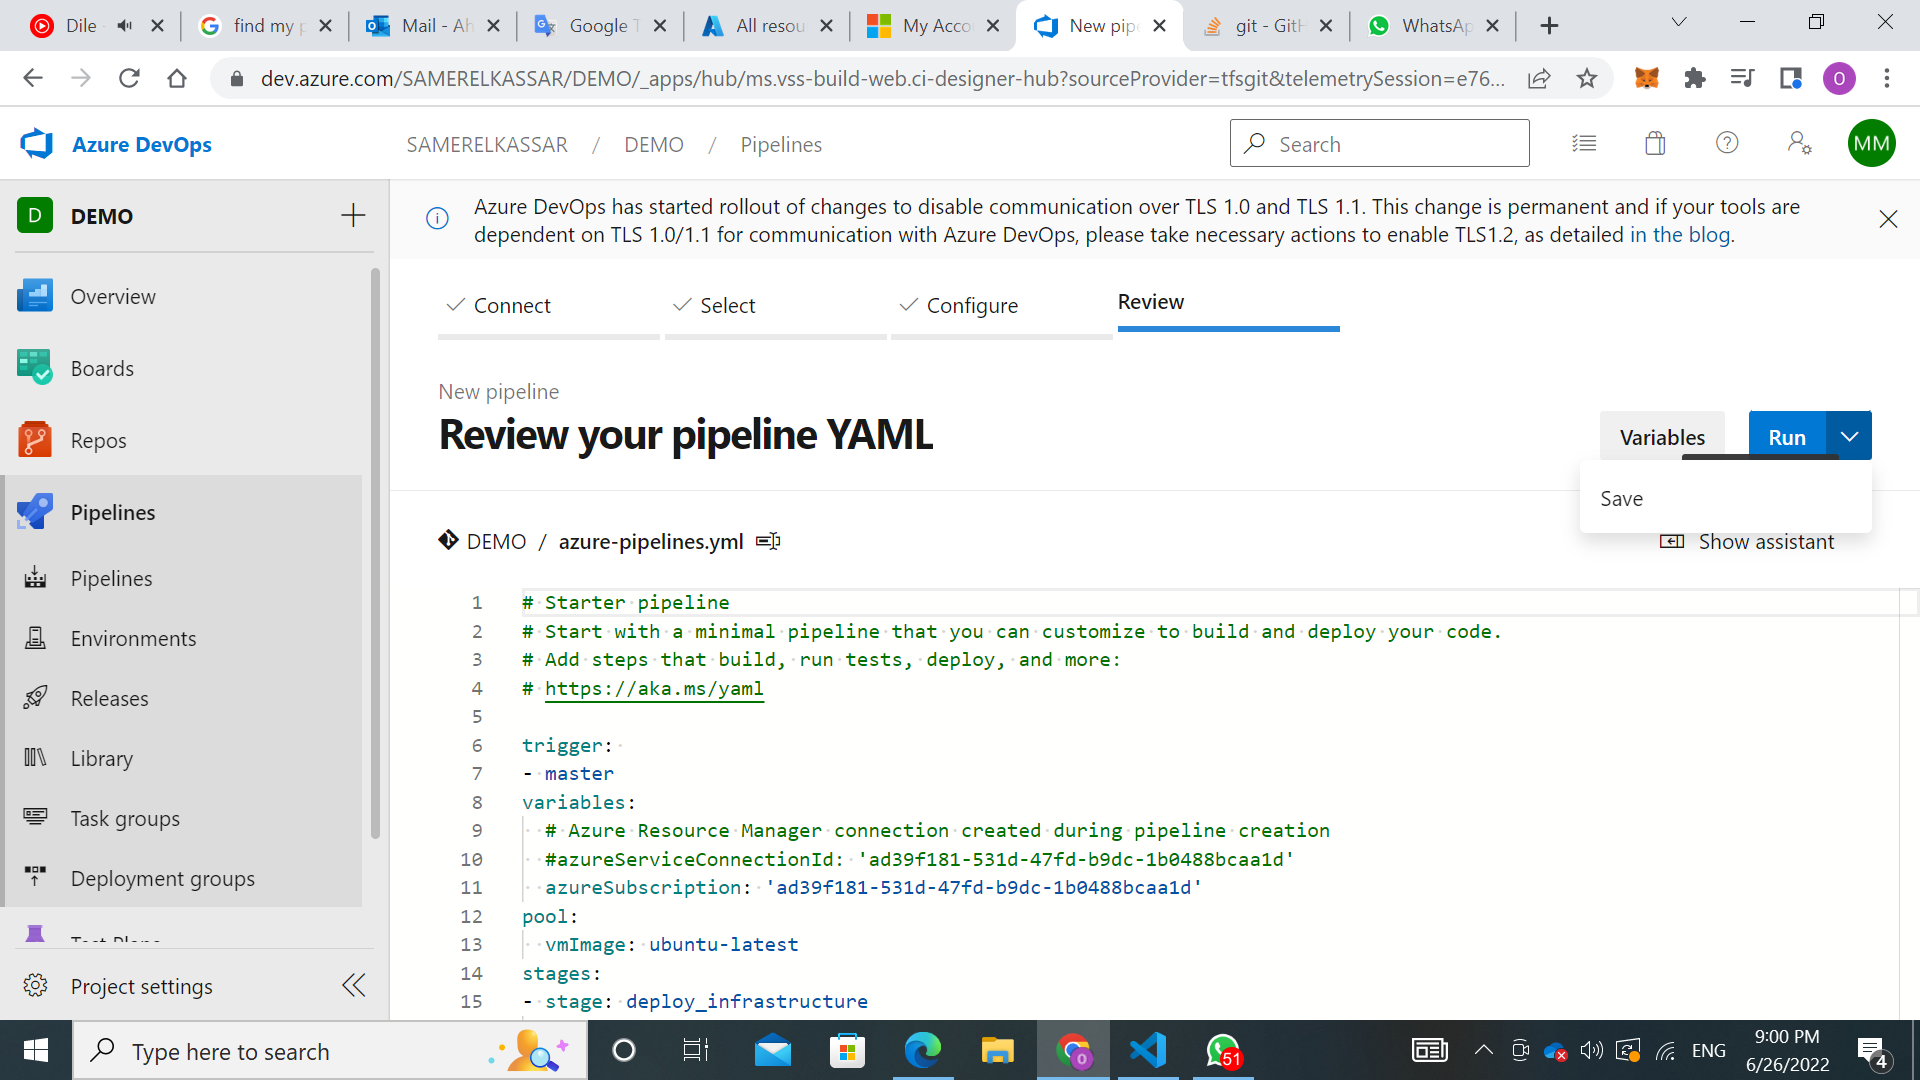 Dile
find my p
Mail - Ah
Google T
All resou
My Acco
New pip
git - GitH
WhatsAp
dev.azure.com/SAMERELKASSAR/DEMO/_apps/hub/ms.vss-build-web.ci-designer-hub?sourceProvider=tfsgit&telemetrySession=e76...
O
Azure DevOps
SAMERELKASSAR / DEMO / Pipelines
Search
MM
D DEMO
Azure DevOps has started rollout of changes to disable communication over TLS 1.0 and TLS 1.1. This change is permanent and if your tools are
dependent on TLS 1.0/1.1 for communication with Azure DevOps, please take necessary actions to enable TLS1.2, as detailed in the blog.
Overview
Boards
Repos
Pipelines
Pipelines
Environments
Releases
Library
Task groups
Deployment groups
Test Plans
Project settings
Connect
Select
Configure
Review
New pipeline
Review your pipeline YAML
Variables
Run
Save
DEMO / azure-pipelines.yml
Show assistant
1 # Starter pipeline
2 # Start with a minimal pipeline that you can customize to build and deploy your code.
3 # Add steps that build, run tests, deploy, and more:
4 # https://aka.ms/yaml
5
6 trigger:
7 - master
8 variables:
9 # Azure Resource Manager connection created during pipeline creation
10 #azureServiceConnectionId: 'ad39f181-531d-47fd-b9dc-1b0488bcaa1d'
11 azureSubscription: 'ad39f181-531d-47fd-b9dc-1b0488bcaa1d'
12 pool:
13 vmImage: ubuntu-latest
14 stages:
15 - stage: deploy_infrastructure
Type here to search
O
51
ENG
9:00 PM
6/26/2022
4